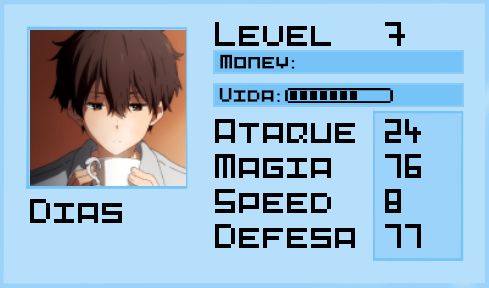 LEVEL 7
MONEY:
VIDA:
ATAQUE 24
MAGIA 76
SPEED 8
DEFESA 77
DIAS